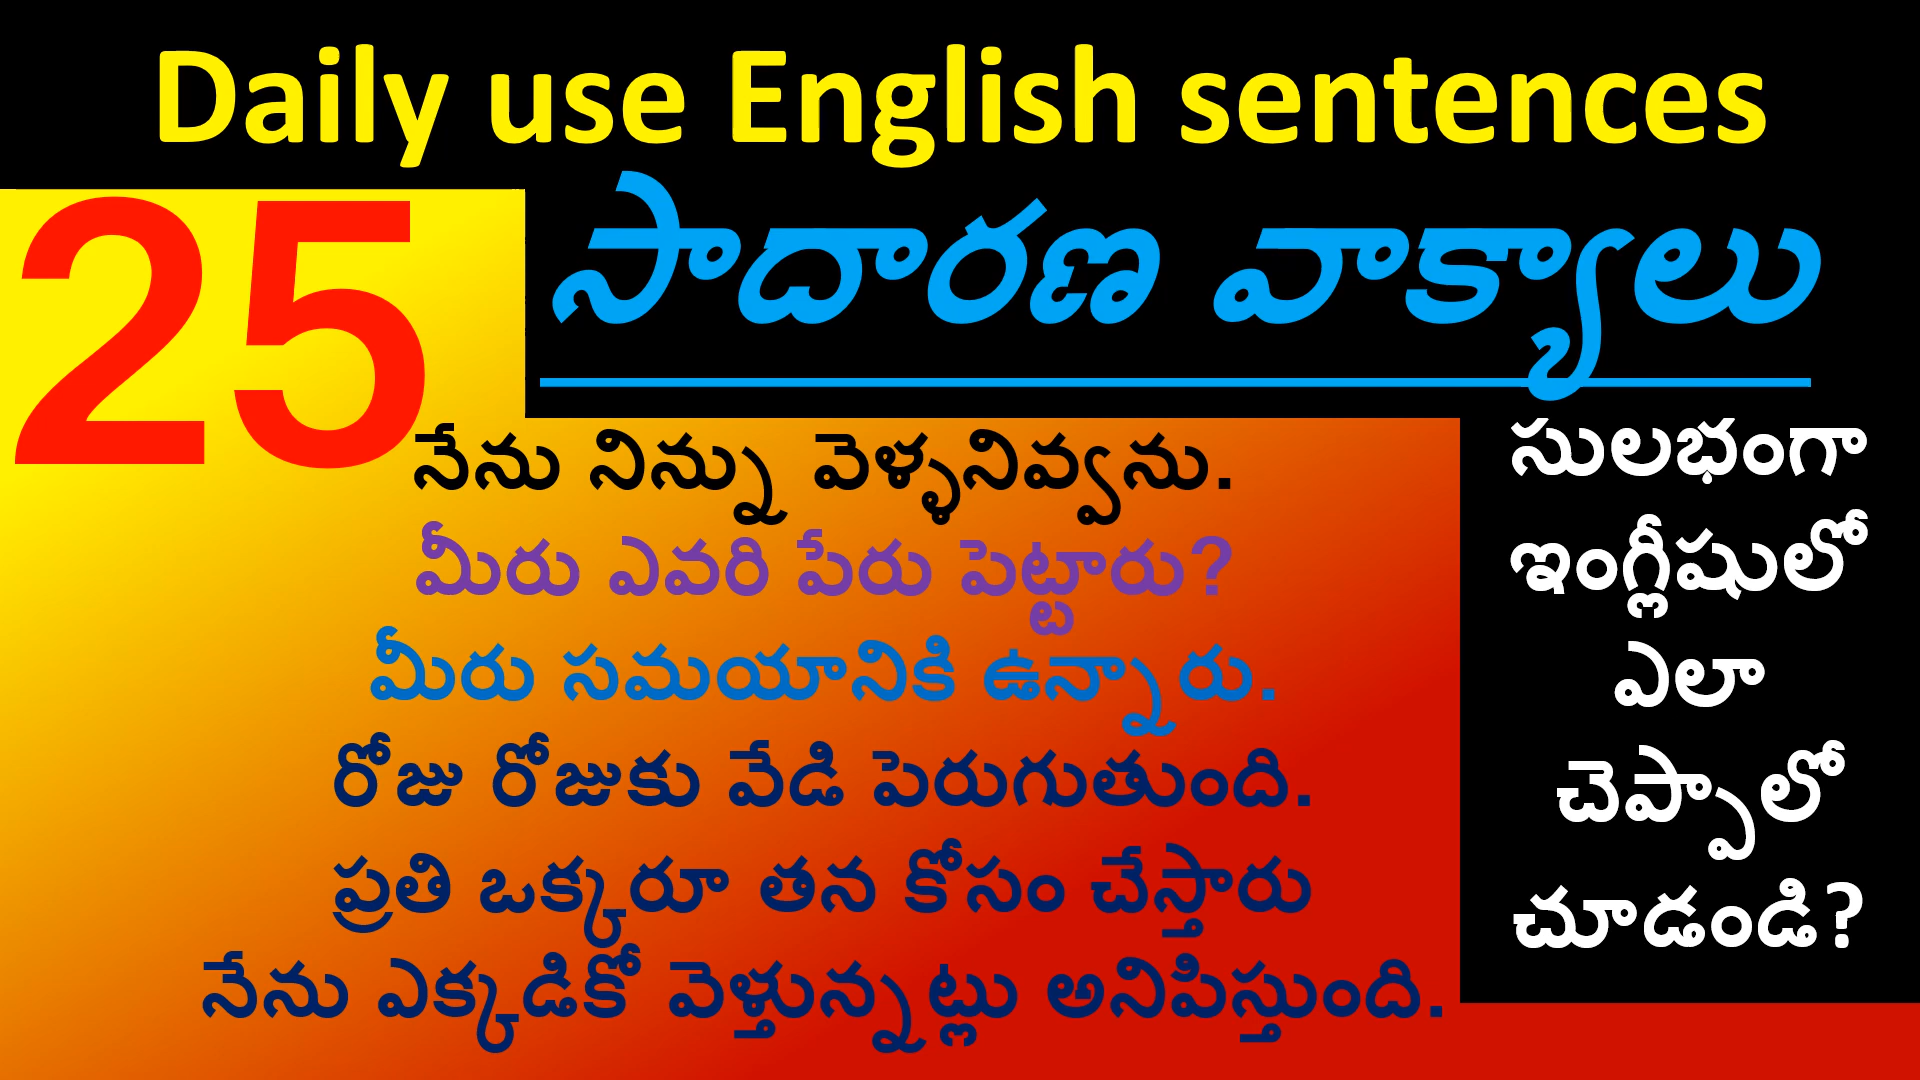 Daily use English sentences
25 సాదారణ వాక్యాలు
నేను నిన్ను వెళ్ళనివ్వను.
మీరు ఎవరి పేరు పెట్టారు?
మీరు సమయానికి ఉన్నారు.
రోజు రోజుకు వేడి పెరుగుతుంది.
ప్రతి ఒక్కరూ తన కోసం చేస్తారు
నేను ఎక్కడికో వెళ్తున్నట్లు అనిపిస్తుంది.
సులభంగా
ఇంగ్లీషులో
ఎలా
చెప్పాలో
చూడండి?